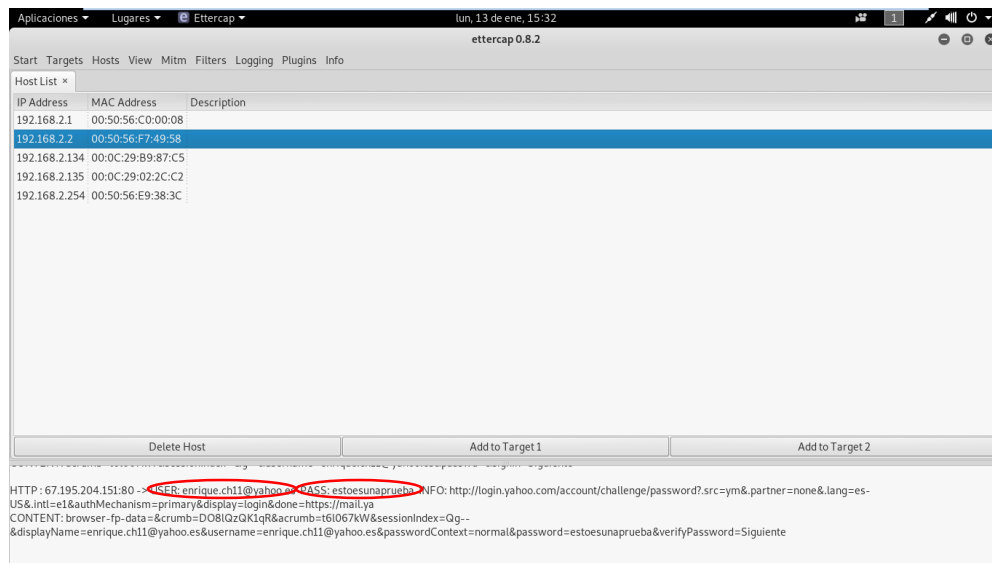 Aplicaciones Lugares Ettercap lun, 13 de ene, 15:32 1
ettercap 0.8.2
Start Targets Hosts View Mitm Filters Logging Plugins Info
Host List ×
IP Address MAC Address Description
192.168.2.1 00:50:56:C0:00:08
192.168.2.2 00:50:56:F7:49:58
192.168.2.134 00:0C:29:B9:87:C5
192.168.2.135 00:0C:29:02:2C:C2
192.168.2.254 00:50:56:E9:38:3C
Delete Host Add to Target 1 Add to Target 2
HTTP : 67.195.204.151:80 -> USER: enrique.ch11@yahoo.es PASS: estoesunaprueba INFO: http://login.yahoo.com/account/challenge/password?.src=ym&.partner=none&.lang=es-
US&.intl=e1&authMechanism=primary&display=login&done=https://mail.ya
CONTENT: browser-fp-data=&crumb=DO8lQzQK1qR&acrumb=t6l067kW&sessionIndex=Qg--
&displayName=enrique.ch11@yahoo.es&username=enrique.ch11@yahoo.es&passwordContext=normal&password=estoesunaprueba&verifyPassword=Siguiente